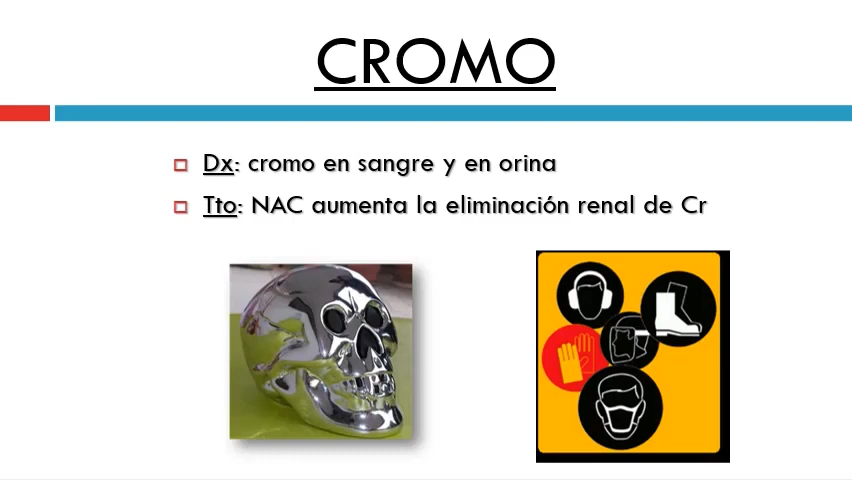 CROMO
Dx: cromo en sangre y en orina
Tto: NAC aumenta la eliminación renal de Cr